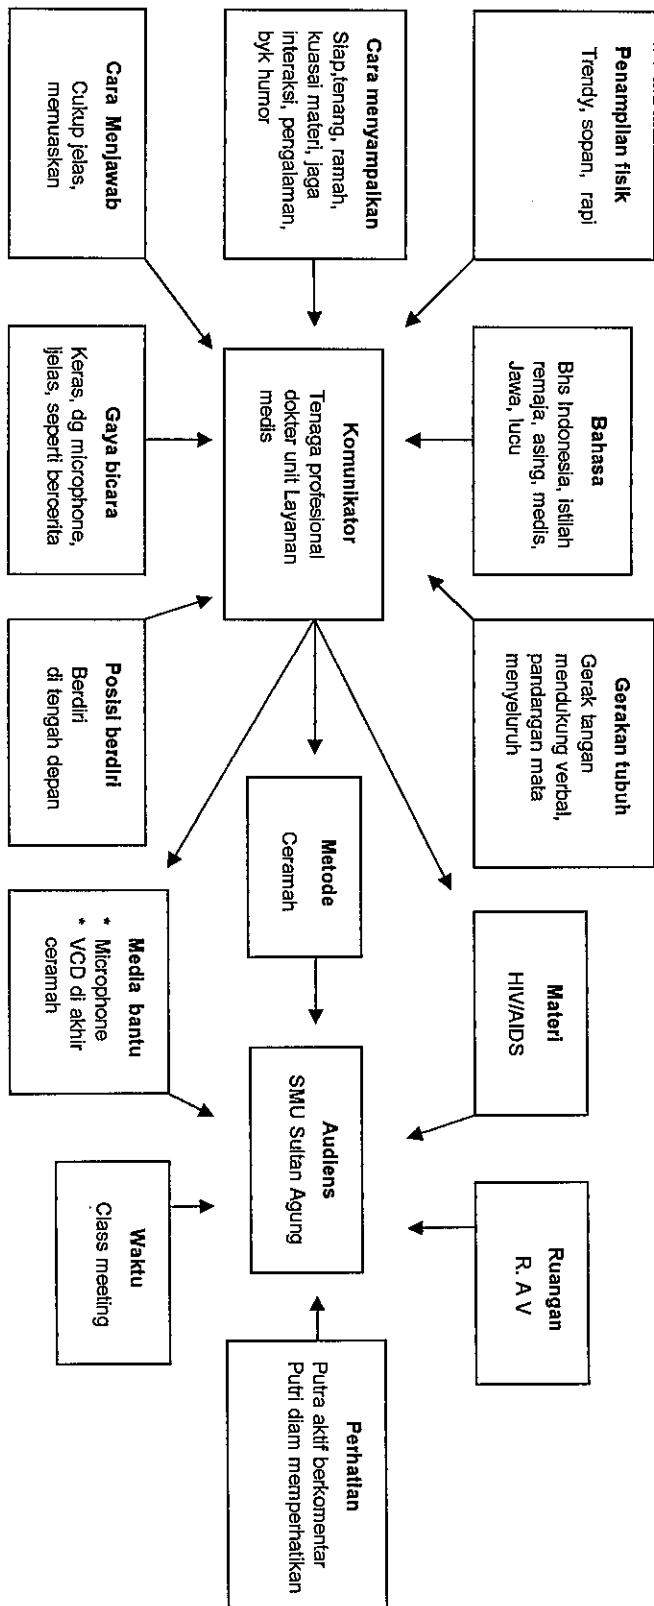 Penampilan fisik
Trendy, sopan, rapi
Bahasa
Bhs Indonesia, istilah
remaja, asing, medis,
Jawa, lucu
Gerakan tubuh
Gerak tangan
mendukung verbal,
pandangan mata
menyeluruh
Materi
HIV/AIDS
Ruangan
R. A V
Cara menyampaikan
Siap,tenang, ramah,
kuasai materi, jaga
interaksi, pengalaman,
byk humor
Komunikator
Tenaga profesional
dokter unit Layanan
medis
Metode
Ceramah
Audiens
SMU Sultan Agung
Perhatian
Putra aktif berkomentar
Putri diam memperhatikan
Cara Menjawab
Cukup jelas,
memuaskan
Gaya bicara
Keras, dg microphone,
ljelas, seperti bercerita
Posisi berdiri
Berdiri
di tengah depan
Media bantu
* Microphone
* VCD di akhir
ceramah
Waktu
Class meeting